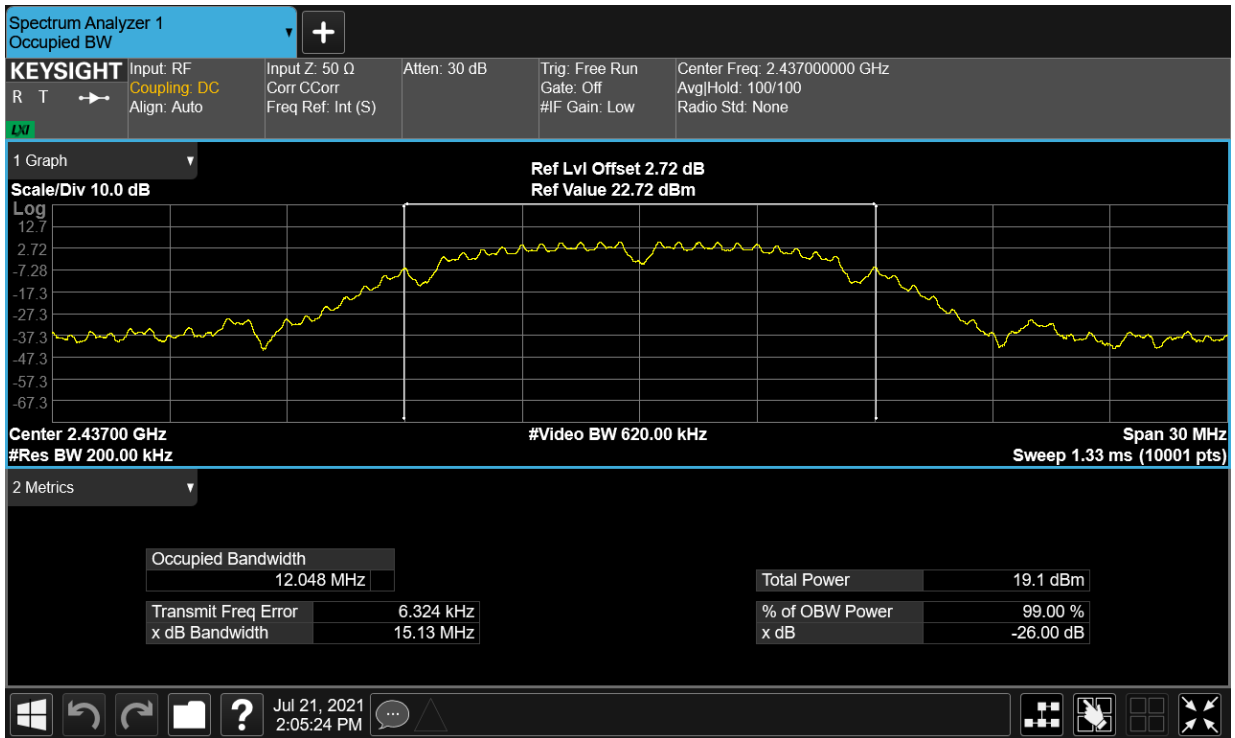 Spectrum Analyzer 1
Occupied BW
KEYSIGHT
R T
LXI
Input: RF
Coupling: DC
Align: Auto
Input Z: 50 Ω
Corr CCorr
Freq Ref: Int (S)
Atten: 30 dB
Trig: Free Run
Gate: Off
#IF Gain: Low
Center Freq: 2.437000000 GHz
Avg|Hold: 100/100
Radio Std: None
1 Graph
Scale/Div 10.0 dB
Ref Lvl Offset 2.72 dB
Ref Value 22.72 dBm
Log
12.7
2.72
-7.28
-17.3
-27.3
-37.3
-47.3
-57.3
-67.3
Center 2.43700 GHz
#Video BW 620.00 kHz
Span 30 MHz
#Res BW 200.00 kHz
Sweep 1.33 ms (10001 pts)
2 Metrics
Occupied Bandwidth
12.048 MHz
Total Power 19.1 dBm
Transmit Freq Error 6.324 kHz
% of OBW Power 99.00 %
x dB Bandwidth 15.13 MHz
x dB -26.00 dB
?
Jul 21, 2021
2:05:24 PM